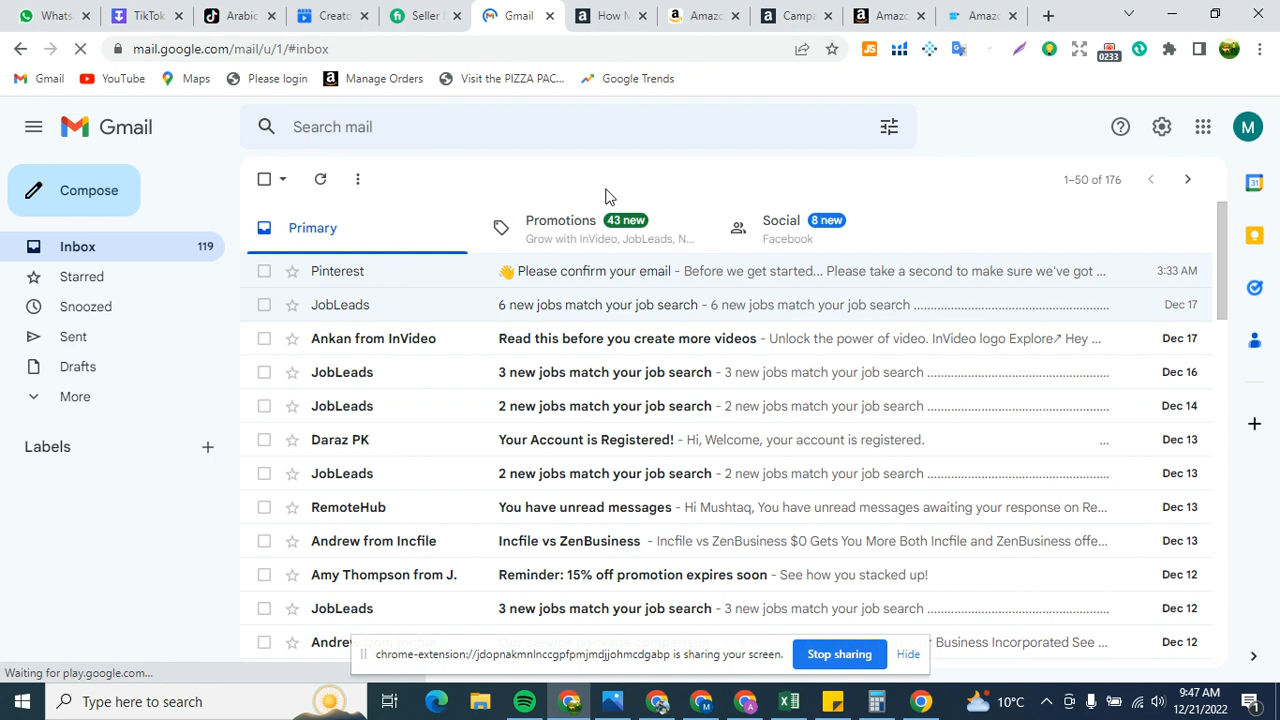 Whats
TikTok
Arabi
Creato
Seller
Gmail
How M
Amaz
Camp
Amaz
Amaz
mail.google.com/mail/u/1/#inbox
0233
Gmail
YouTube
Maps
Please login
Manage Orders
Visit the PIZZA PAC...
Google Trends
Gmail
Search mail
M
Compose
1–50 of 176
Primary
Promotions 43 new
Grow with InVideo, JobLeads, N...
Social 8 new
Facebook
Inbox 119
Starred
Snoozed
Sent
Drafts
More
Labels
Pinterest 👋 Please confirm your email - Before we get started... Please take a second to make sure we've got ... 3:33 AM
JobLeads 6 new jobs match your job search - 6 new jobs match your job search ........................................ Dec 17
Ankan from InVideo Read this before you create more videos - Unlock the power of video. InVideo logo Explore↗ Hey ... Dec 17
JobLeads 3 new jobs match your job search - 3 new jobs match your job search ........................................ Dec 16
JobLeads 2 new jobs match your job search - 2 new jobs match your job search ........................................ Dec 14
Daraz PK Your Account is Registered! - Hi, Welcome, your account is registered. ... Dec 13
JobLeads 2 new jobs match your job search - 2 new jobs match your job search ........................................ Dec 13
RemoteHub You have unread messages - Hi Mushtaq, You have unread messages awaiting your response on Re... Dec 13
Andrew from Incfile Incfile vs ZenBusiness - Incfile vs ZenBusiness $0 Gets You More Both Incfile and ZenBusiness offe... Dec 13
Amy Thompson from J. Reminder: 15% off promotion expires soon - See how you stacked up! Dec 12
JobLeads 3 new jobs match your job search - 3 new jobs match your job search ........................................ Dec 12
Business Incorporated See ... Dec 12
chrome-extension://jdopnakmnlnccgpfpmjmdjjohmcdgabp is sharing your screen.
Stop sharing
Hide
Waiting for play.google.com...
Type here to search
10°C
9:47 AM
12/21/2022
1